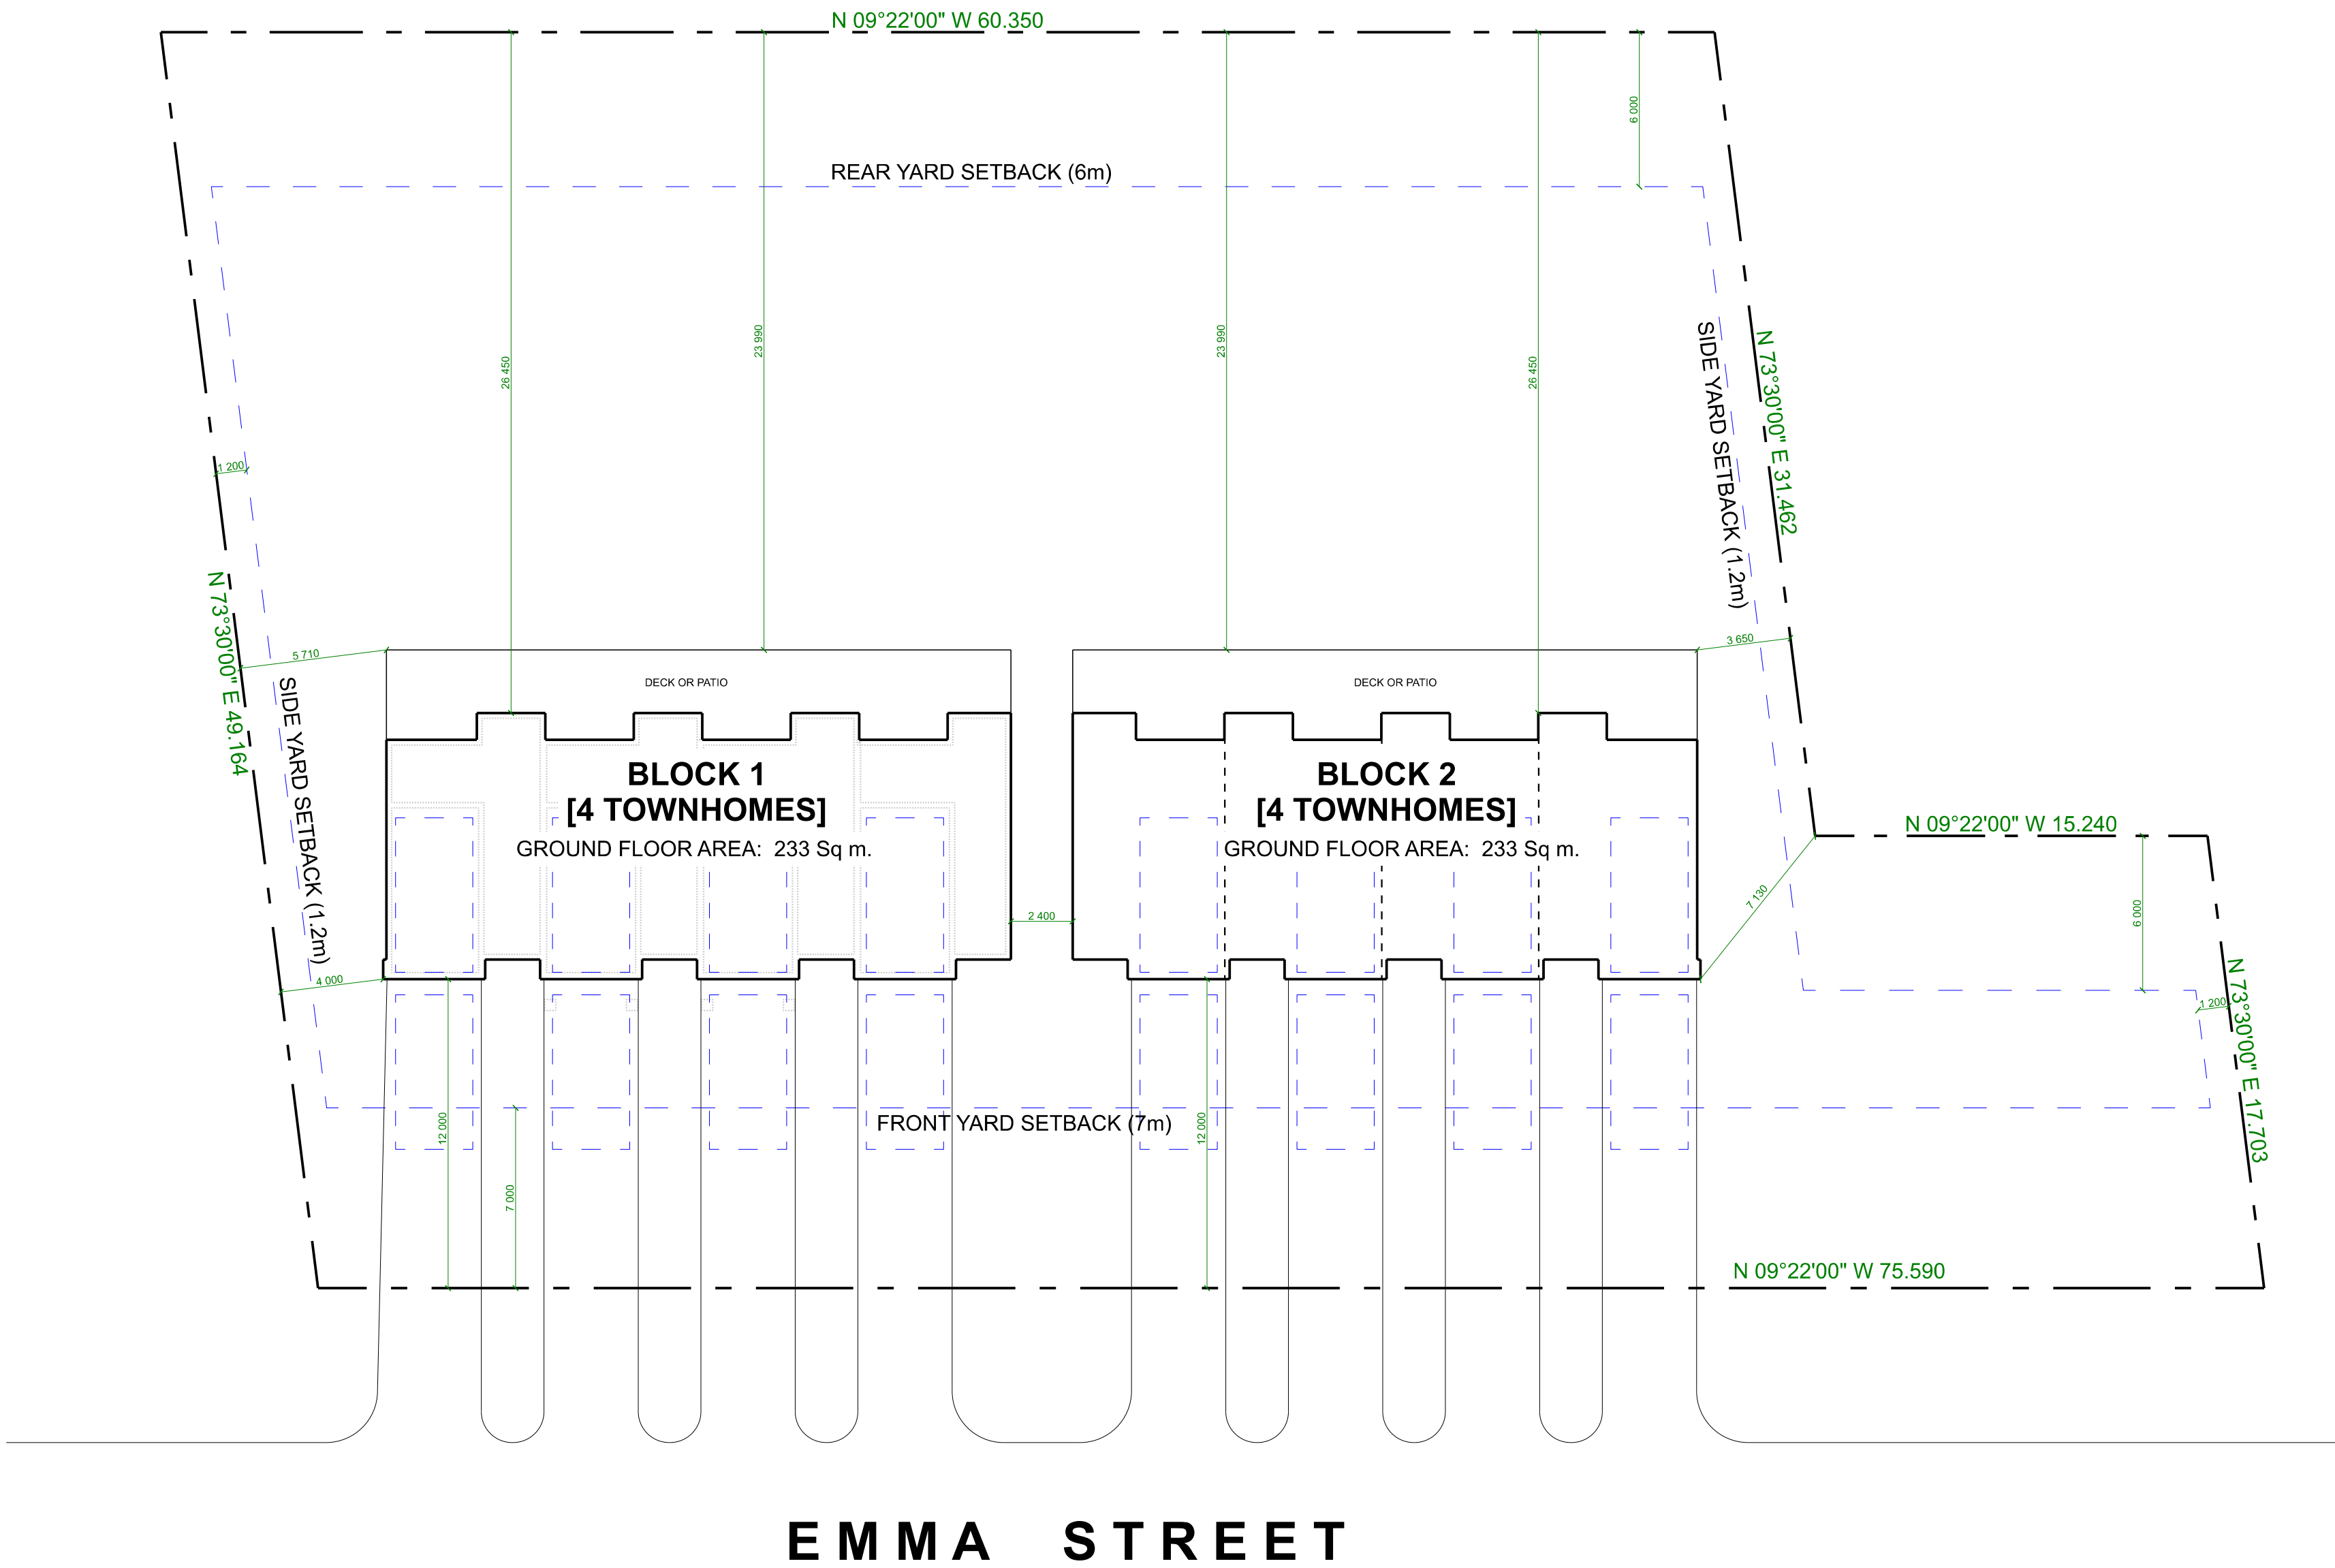 N 09°22'00" W 60.350
6 000
REAR YARD SETBACK (6m)
26 450
23 990
23 990
26 450
SIDE YARD SETBACK (1.2m)
N 73°30'00" E 31.462
1 200
N 73°30'00" E 49.164
5 710
3 650
SIDE YARD SETBACK (1.2m)
DECK OR PATIO
DECK OR PATIO
BLOCK 1
[4 TOWNHOMES]
GROUND FLOOR AREA: 233 Sq m.
BLOCK 2
[4 TOWNHOMES]
GROUND FLOOR AREA: 233 Sq m.
N 09°22'00" W 15.240
7 130
6 000
2 400
4 000
1 200
N 73°30'00" E 17.703
12 000
FRONT YARD SETBACK (7m)
12 000
7 000
N 09°22'00" W 75.590
EMMA STREET